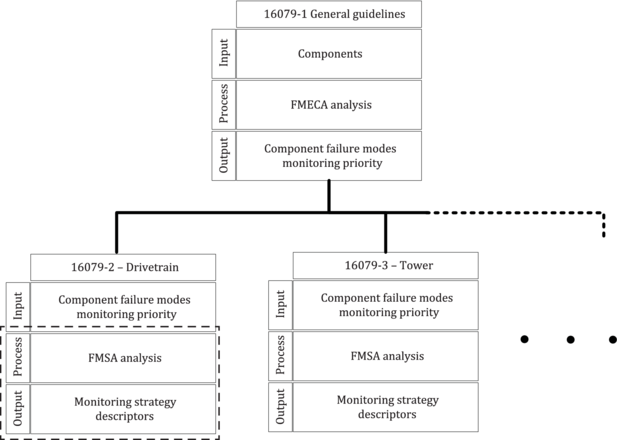 16079-1 General guidelines
Input
Components
Process
FMECA analysis
Output
Component failure modes
monitoring priority
16079-2 – Drivetrain
Input
Component failure modes
monitoring priority
Process
FMSA analysis
Output
Monitoring strategy
descriptors
16079-3 – Tower
Input
Component failure modes
monitoring priority
Process
FMSA analysis
Output
Monitoring strategy
descriptors